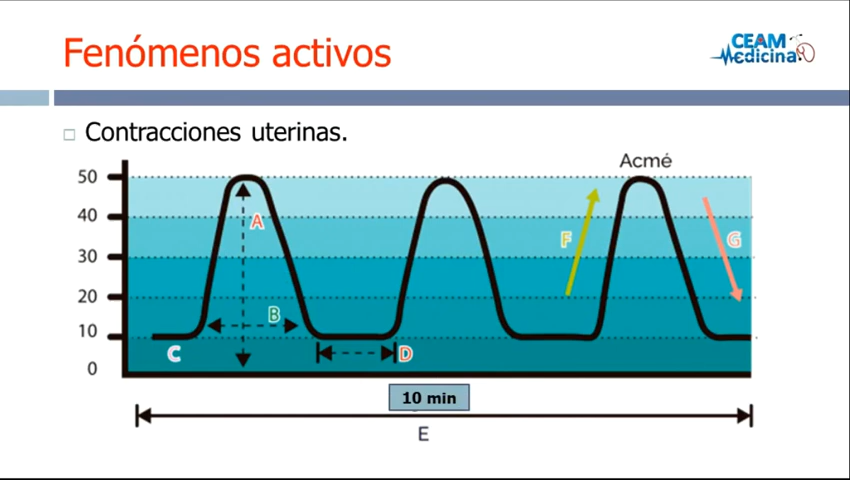 Fenómenos activos
CEAM
Medicina
Contracciones uterinas.
Acmé
50
40
30
20
10
0
A
B
C
D
F
G
10 min
E